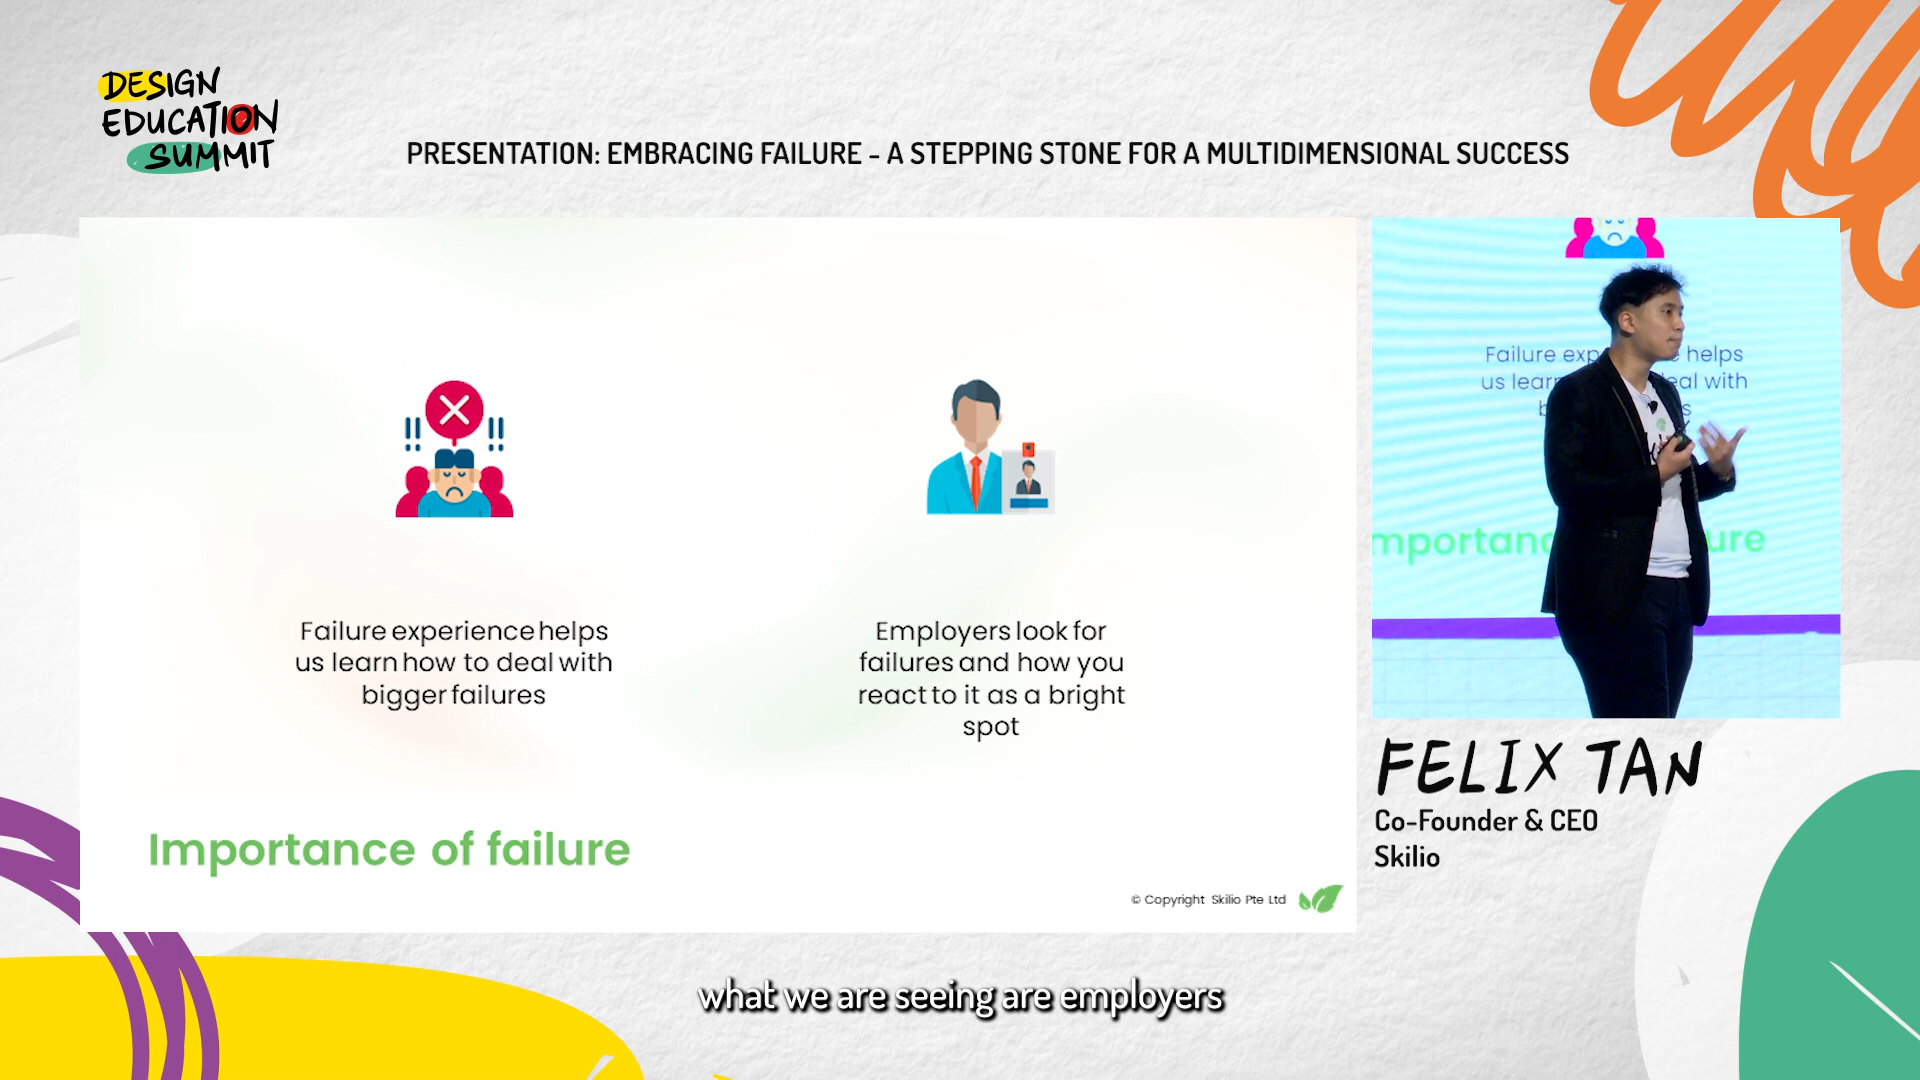 DESIGN
EDUCATION
SUMMIT
PRESENTATION: EMBRACING FAILURE - A STEPPING STONE FOR A MULTIDIMENSIONAL SUCCESS
Failure experience helps
us learn how to deal with
bigger failures
Employers look for
failures and how you
react to it as a bright
spot
Importance of failure
© Copyright Skilio Pte Ltd
Failure exp helps
us learn eal with
mportanc ure
FELIX TAN
Co-Founder & CEO
Skilio
what we are seeing are employers